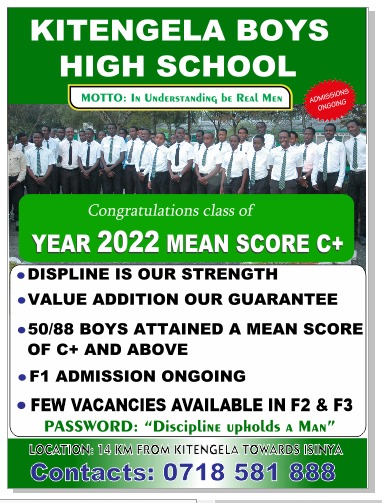 KITENGELA BOYS
HIGH SCHOOL
MOTTO: In Understanding be Real Men
ADMISSIONS
ONGOING
Congratulations class of
YEAR 2022 MEAN SCORE C+
• DISPLINE IS OUR STRENGTH
• VALUE ADDITION OUR GUARANTEE
• 50/88 BOYS ATTAINED A MEAN SCORE
OF C+ AND ABOVE
• F1 ADMISSION ONGOING
• FEW VACANCIES AVAILABLE IN F2 & F3
PASSWORD: “Discipline upholds a Man”
LOCATION: 14 KM FROM KITENGELA TOWARDS ISINYA
Contacts: 0718 581 888